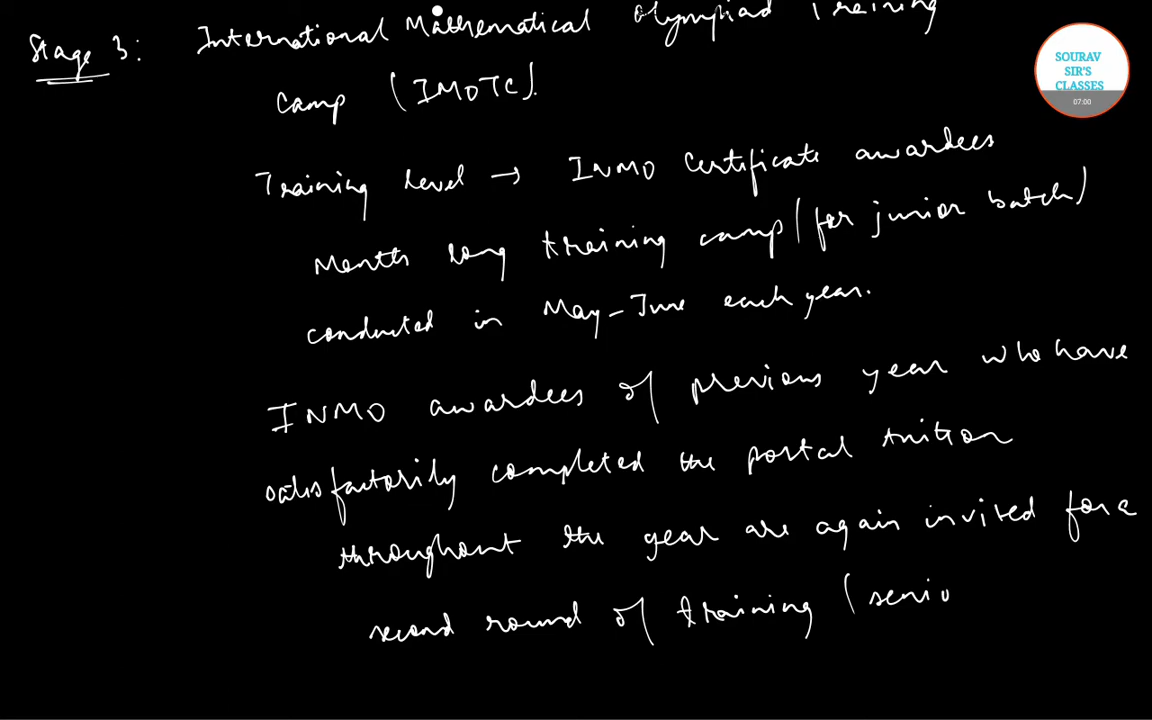 Stage 3: International Mathematical Olympiad Training
Camp (IMOTC).
Training level → INMO Certificate awardees
Month long training camp (for junior batch)
conducted in May-June each year.
INMO awardees of previous year who have
satisfactorily completed the postal tuition
throughout the year are again invited for a
second round of training (senio
SOURAV
SIR'S
CLASSES
07:00